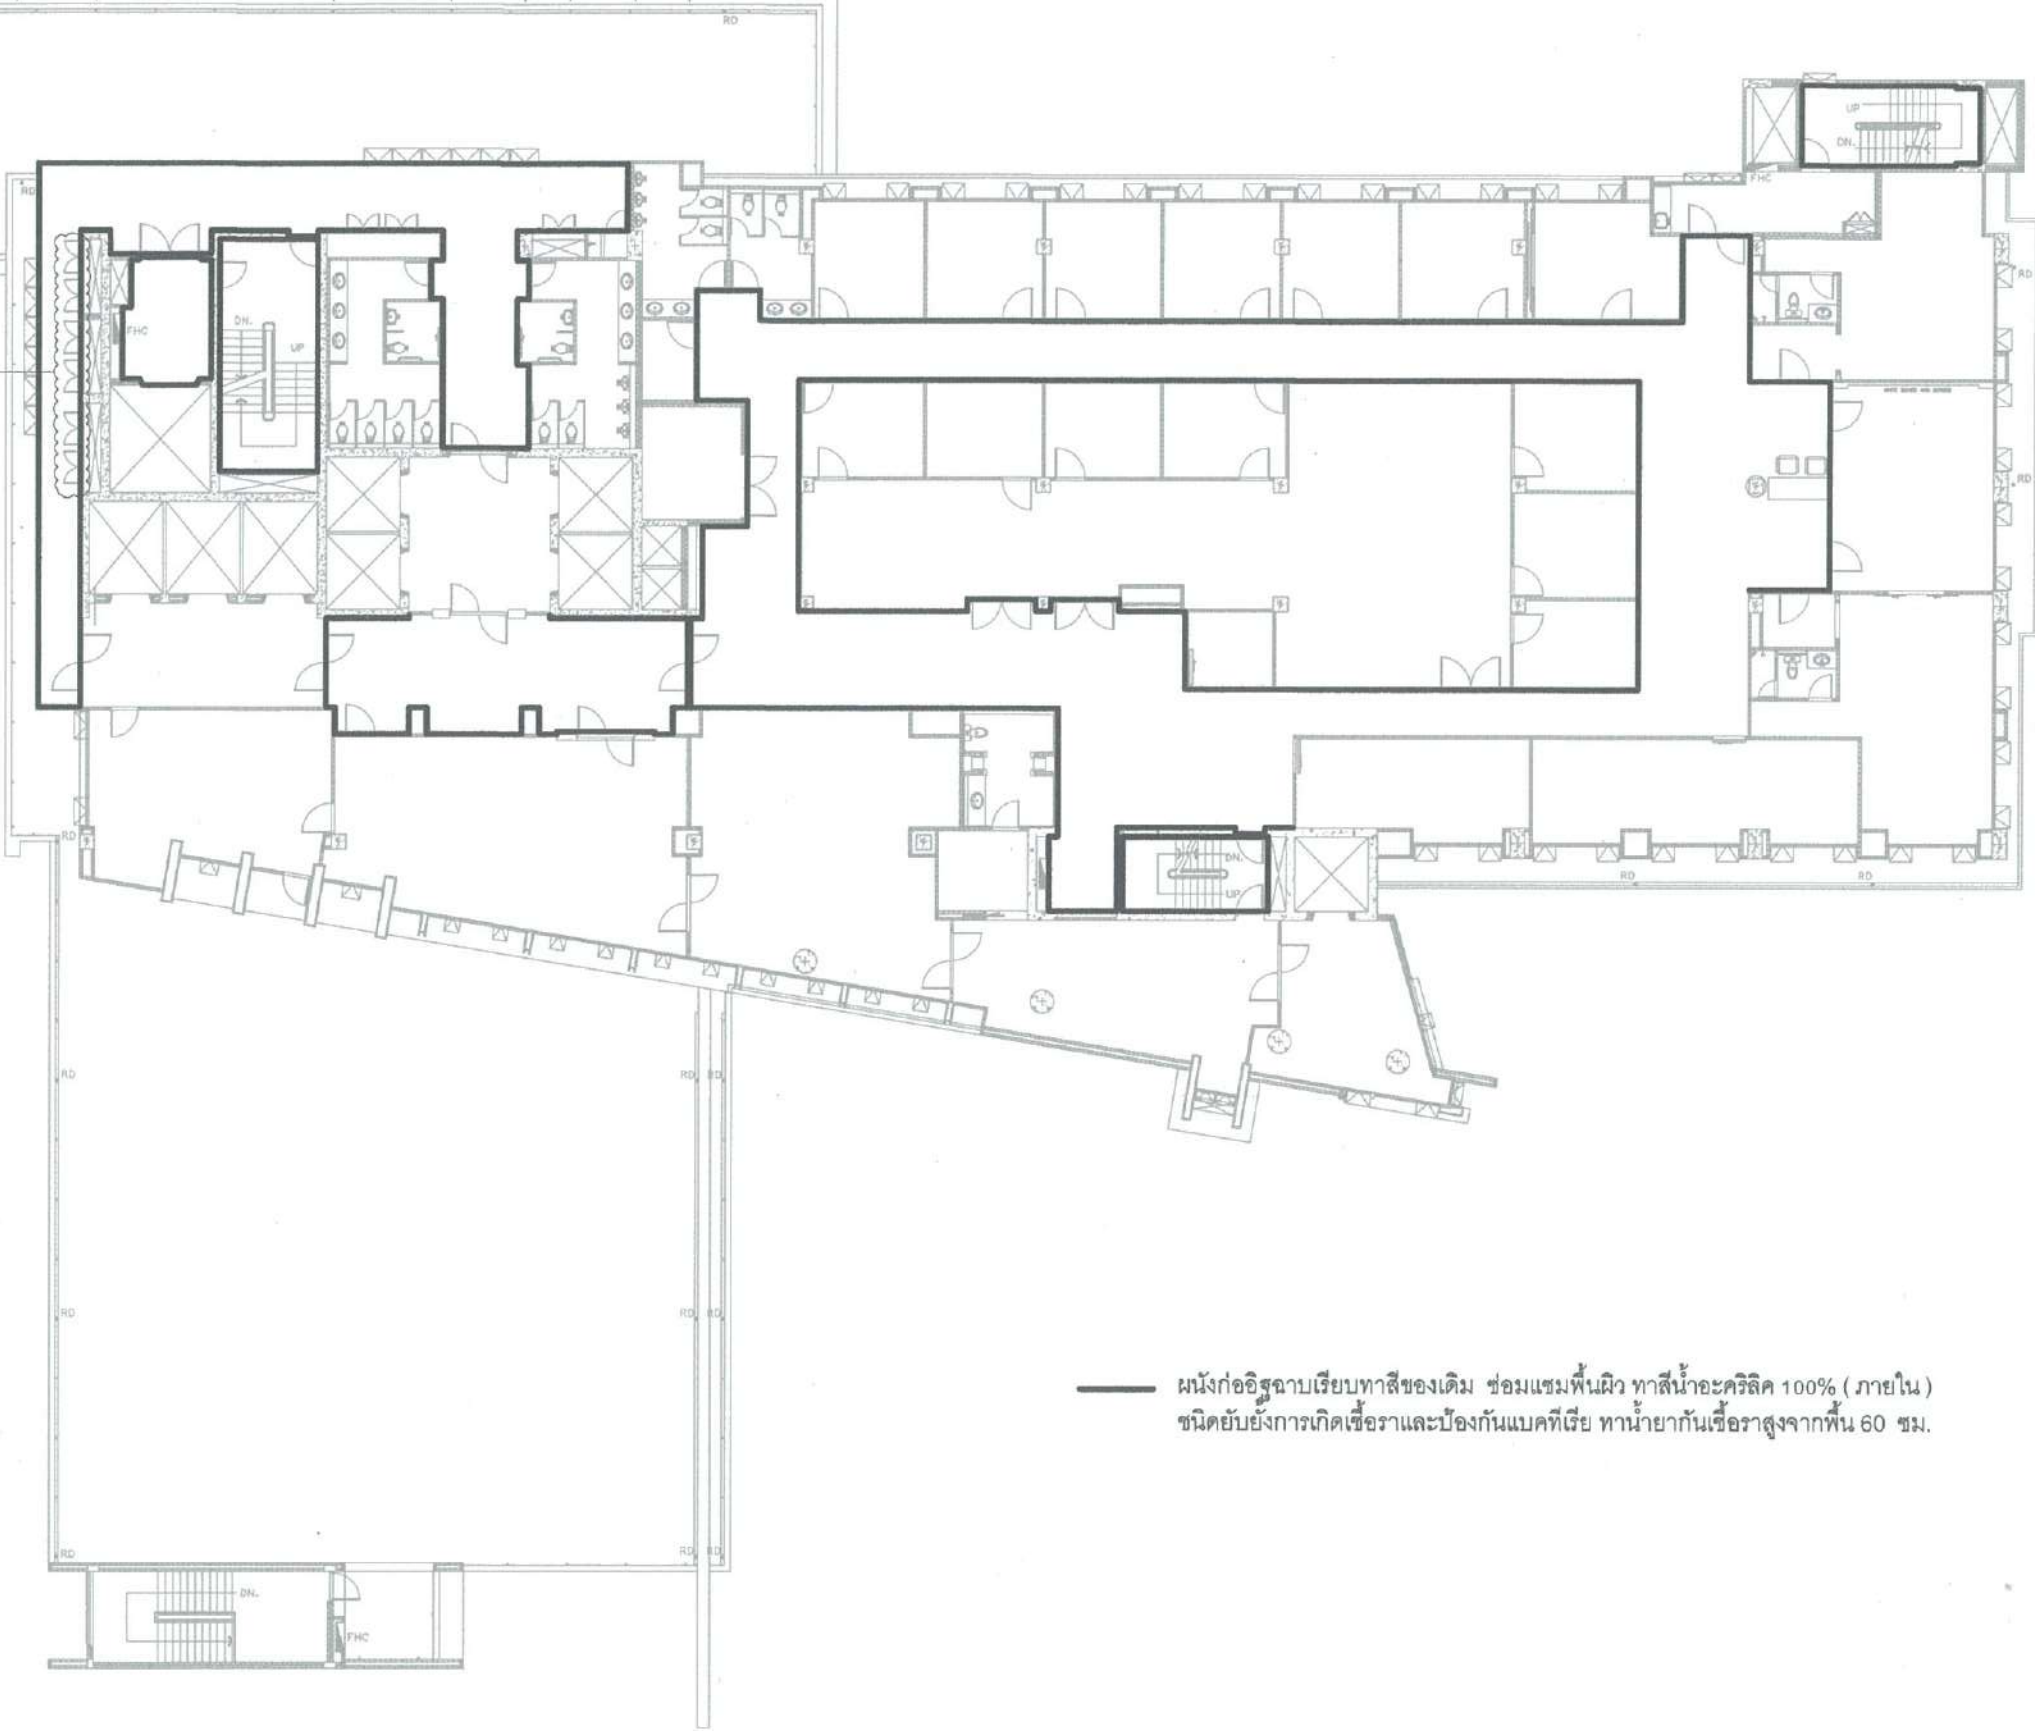 RD
UP
DN.
FHC
RD
RD
FHC
DN.
UP
RD
RD
DN.
UP
RD
RD
RD
RD
RD
RD
ผนังก่ออิฐฉาบเรียบทาสีของเดิม ซ่อมแซมพื้นผิว ทาสีน้ำอะคริลิค 100% ( ภายใน )
ชนิดยับยั้งการเกิดเชื้อราและป้องกันแบคทีเรีย ทาน้ำยากันเชื้อราสูงจากพื้น 60 ซม.
RD
RD
RD
RD
RD
RD
DN.
FHC